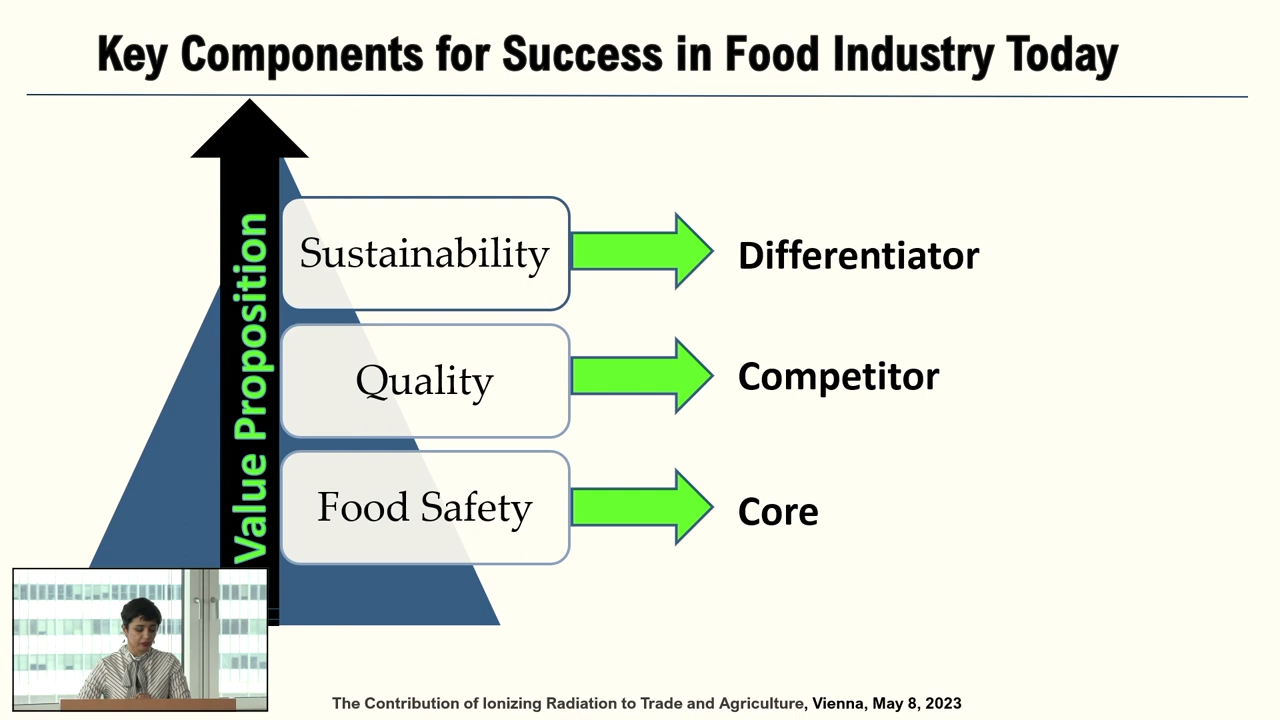 Key Components for Success in Food Industry Today
Value Proposition
Sustainability
Differentiator
Quality
Competitor
Food Safety
Core
The Contribution of Ionizing Radiation to Trade and Agriculture, Vienna, May 8, 2023